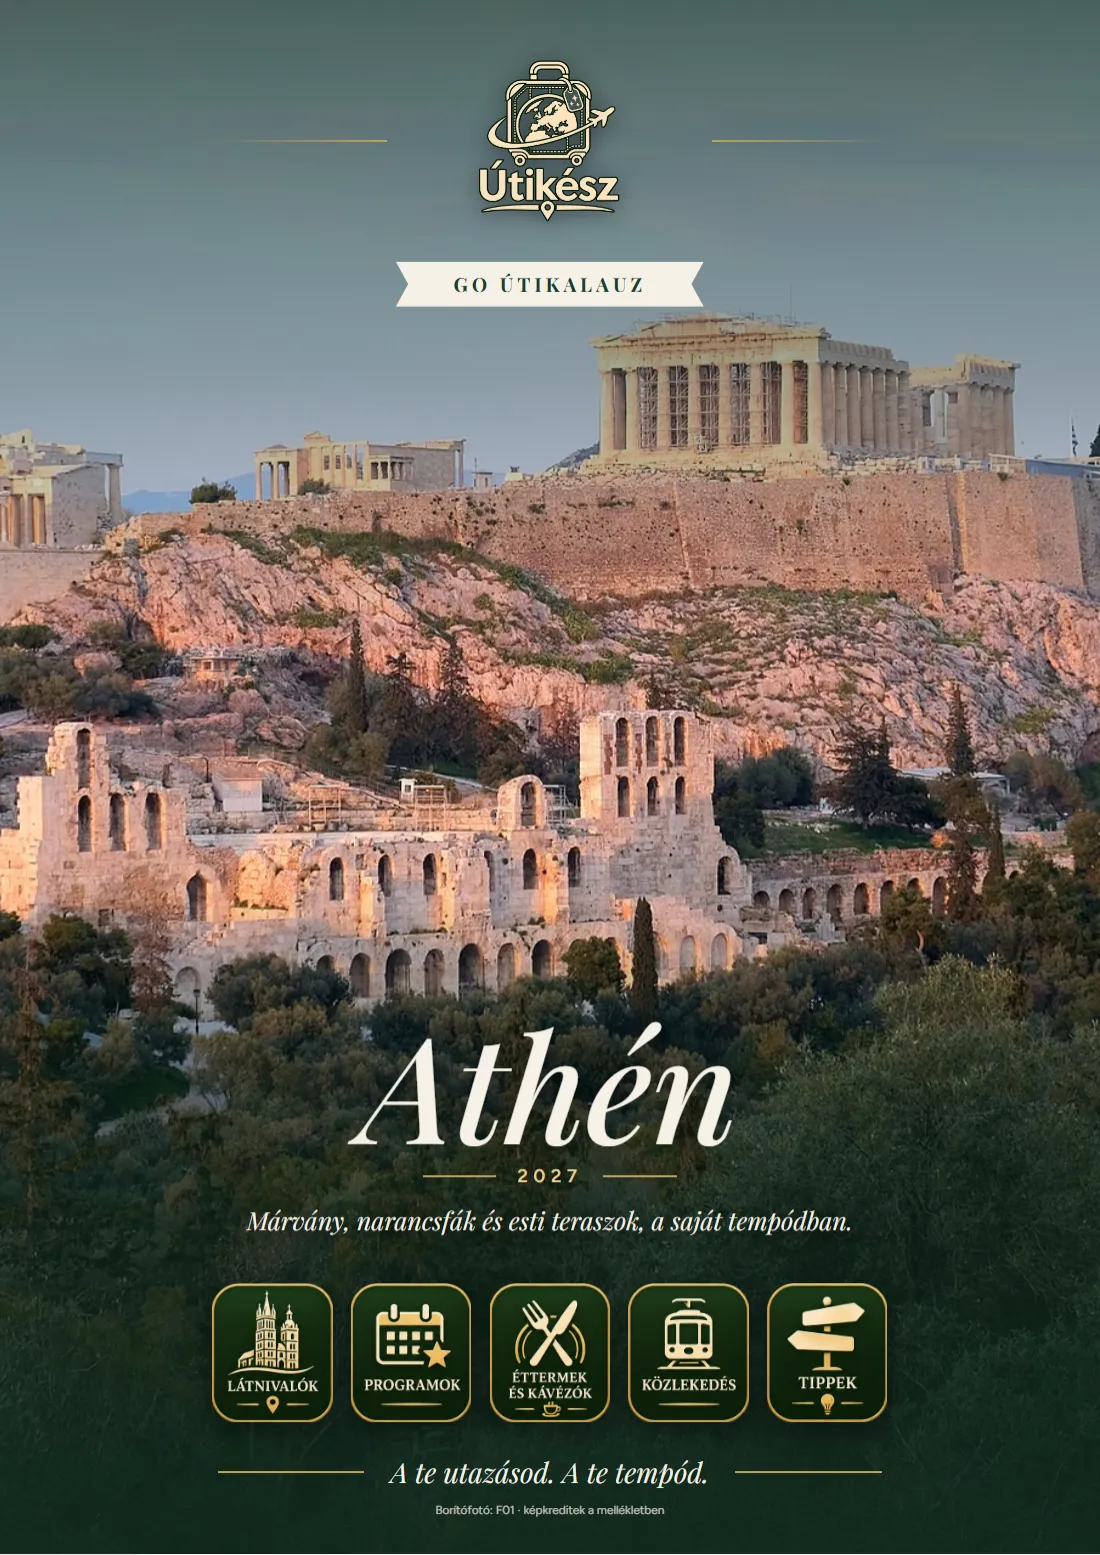 Útikész
GO ÚTIKALAUZ
Athén
2027
Márvány, narancsfák és esti teraszok, a saját tempódban.
LÁTNIVALÓK
PROGRAMOK
ÉTTERMEK
ÉS KÁVÉZÓK
KÖZLEKEDÉS
TIPPEK
A te utazásod. A te tempód.
Borítófotó: F01 · képkreditek a mellékletben